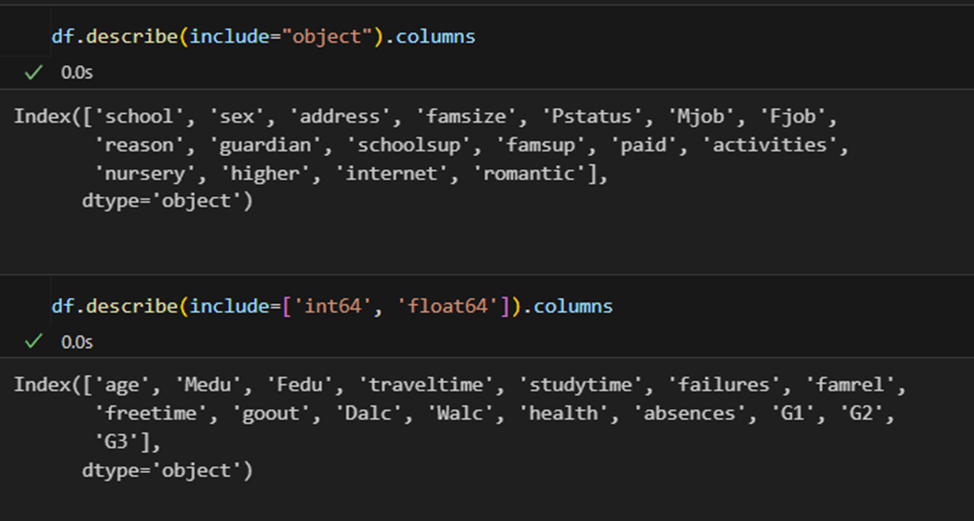 df.describe(include="object").columns
0.0s
Index(['school', 'sex', 'address', 'famsize', 'Pstatus', 'Mjob', 'Fjob',
'reason', 'guardian', 'schoolsup', 'famsup', 'paid', 'activities',
'nursery', 'higher', 'internet', 'romantic'],
dtype='object')
df.describe(include=['int64', 'float64']).columns
0.0s
Index(['age', 'Medu', 'Fedu', 'traveltime', 'studytime', 'failures', 'famrel',
'freetime', 'goout', 'Dalc', 'Walc', 'health', 'absences', 'G1', 'G2',
'G3'],
dtype='object')